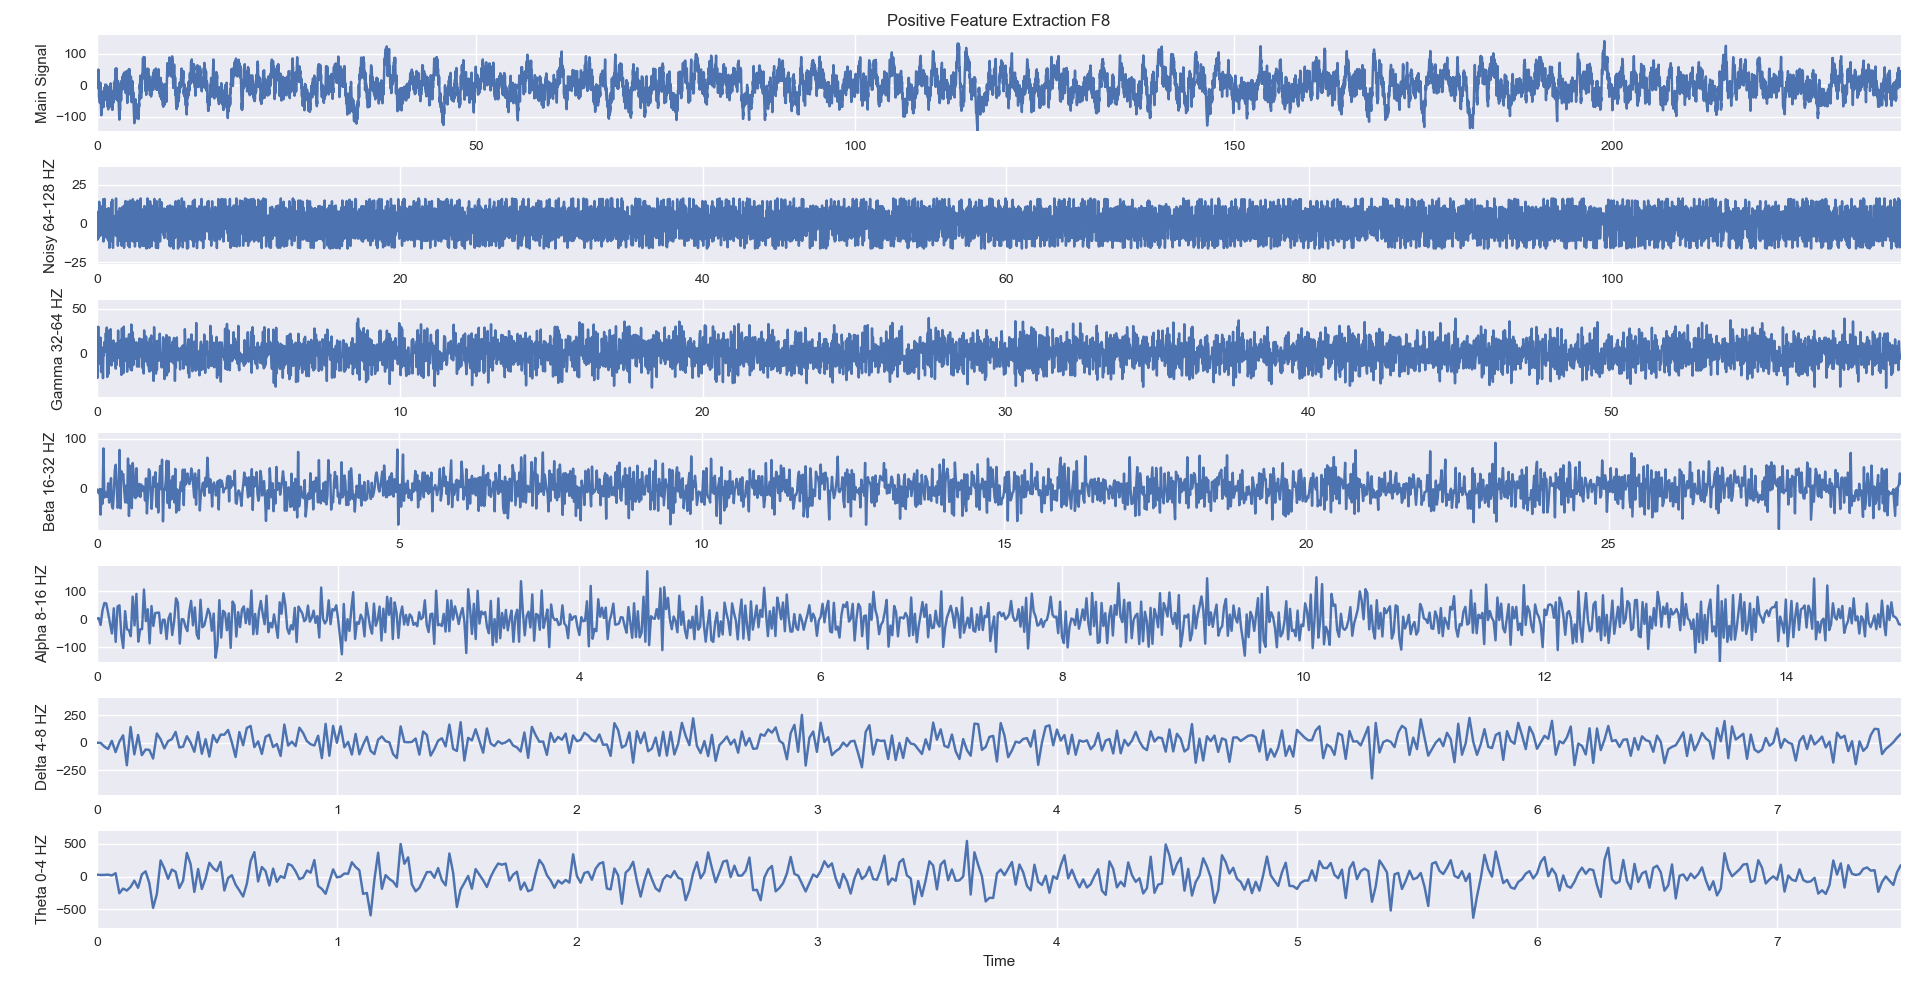 Positive Feature Extraction F8
Main Signal
100
0
−100
0 50 100 150 200
Noisy 64-128 HZ
25
0
−25
0 20 40 60 80 100
Gamma 32-64 HZ
50
0
0 10 20 30 40 50
Beta 16-32 HZ
100
0
0 5 10 15 20 25
Alpha 8-16 HZ
100
0
−100
0 2 4 6 8 10 12 14
Delta 4-8 HZ
250
0
−250
0 1 2 3 4 5 6 7
Theta 0-4 HZ
500
0
−500
0 1 2 3 4 5 6 7
Time